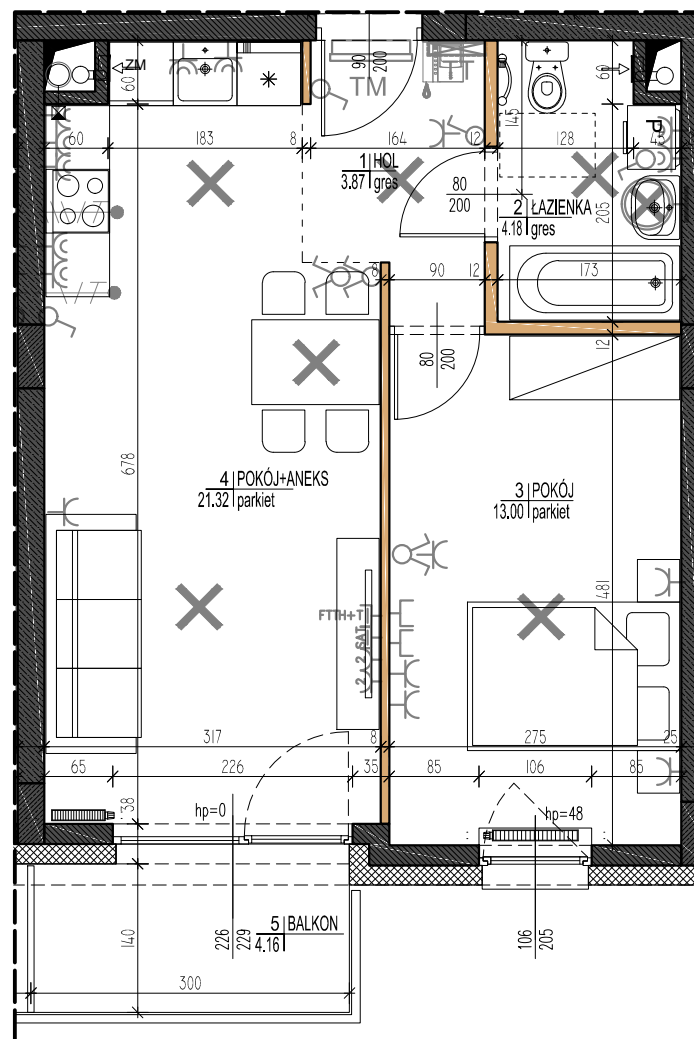 ZM
60
90
200
TM
T
60
145
P
60
183
8
164
12
128
45
1 HOL
3.87 gres
80
200
2 ŁAZIENKA
4.18 gres
205
8
90
12
173
12
80
200
678
4 POKÓJ+ANEKS
21.32 parkiet
3 POKÓJ
13.00 parkiet
481
FTTH+T
2 SAT
2
317
8
275
25
65
226
35
85
106
85
38
hp=0
hp=48
5 BALKON
4.16
226
229
106
205
140
300